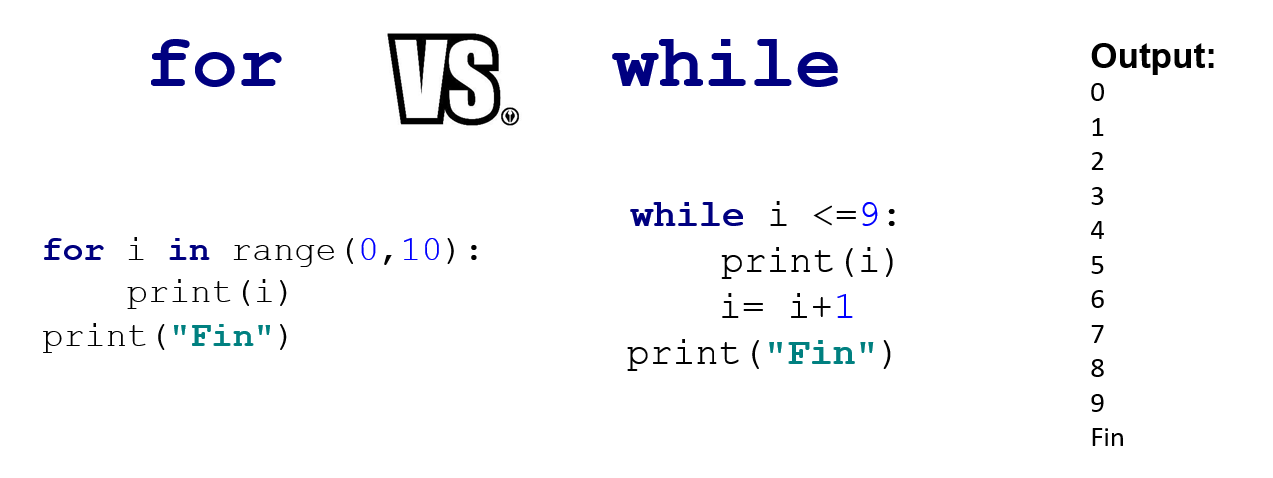 for VS. while
for i in range(0,10):
    print(i)
print("Fin")
while i <=9:
    print(i)
    i= i+1
print("Fin")
Output:
0
1
2
3
4
5
6
7
8
9
Fin